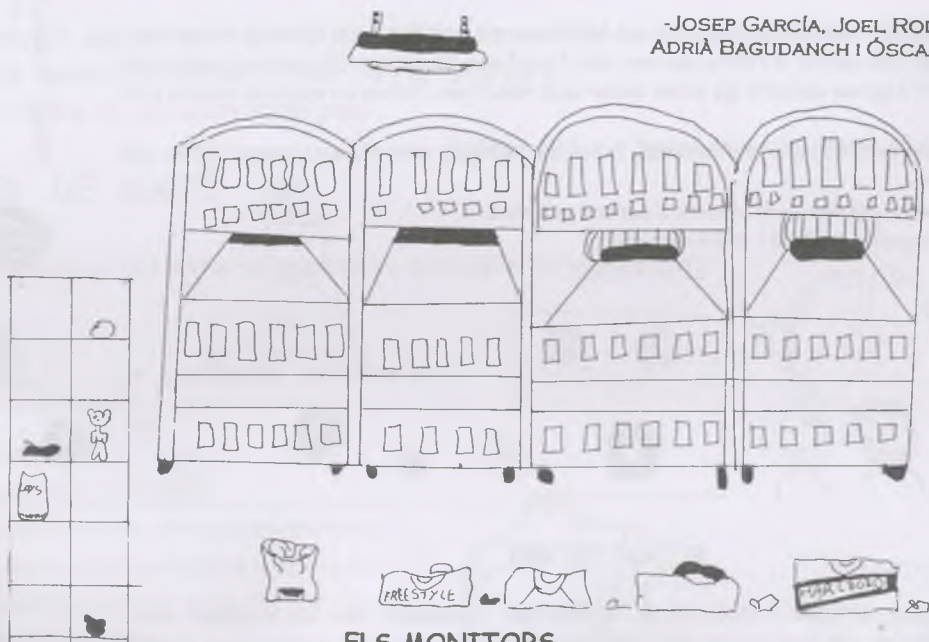 -JOSEP GARCÍA, JOEL ROD
ADRIÀ BAGUDANCH I ÓSCA
FREESTYLE
ELS MONITORS